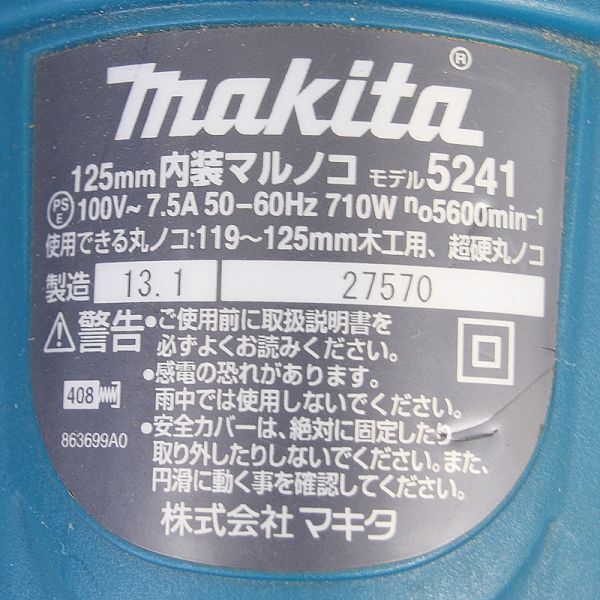 makita®
125mm内装マルノコ モデル5241
PSE 100V~7.5A 50-60Hz 710W no5600min-1
使用できる丸ノコ:119~125mm木工用、超硬丸ノコ
製造 13.1 27570
⚠警告 •ご使用前に取扱説明書を
必ずよくお読みください。
•感電の恐れがあります。
雨中では使用しないでください。
408
•安全カバーは、絶対に固定したり
863699A0
取り外したりしないでください。また、
円滑に動く事を確認してください。
株式会社 マキタ